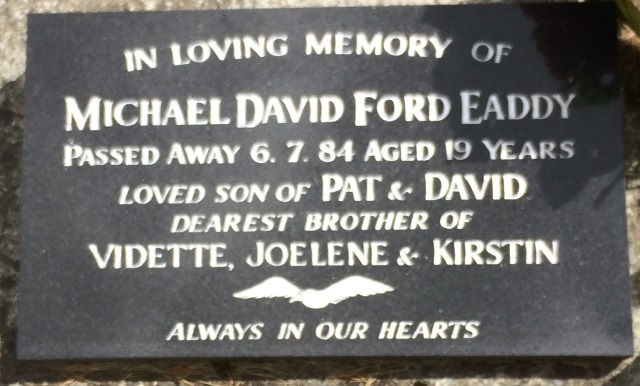 IN LOVING MEMORY OF
MICHAEL DAVID FORD EADDY
PASSED AWAY 6. 7. 84 AGED 19 YEARS
LOVED SON OF PAT & DAVID
DEAREST BROTHER OF
VIDETTE, JOELENE & KIRSTIN
ALWAYS IN OUR HEARTS